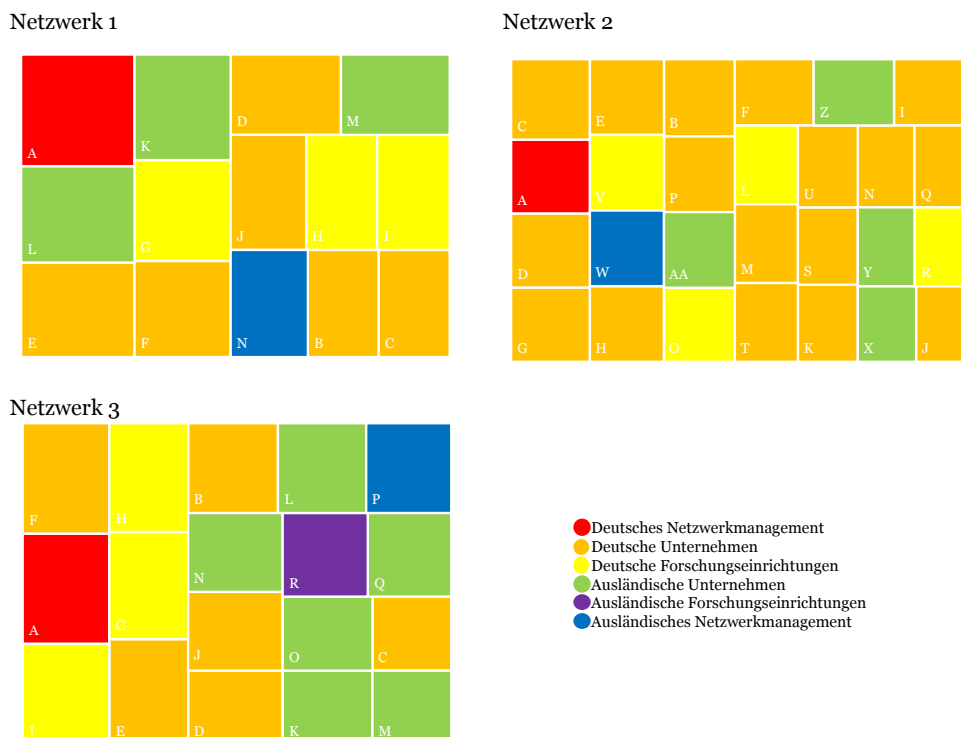 Netzwerk 1
Netzwerk 2
A
K
D
M
L
G
J
H
I
E
F
N
B
C
C
E
B
F
Z
I
A
V
P
L
U
N
Q
D
W
AA
M
S
Y
R
G
H
O
T
K
X
J
Netzwerk 3
F
H
B
L
P
A
G
N
R
Q
J
O
C
I
E
D
K
M
Deutsches Netzwerkmanagement
Deutsche Unternehmen
Deutsche Forschungseinrichtungen
Ausländische Unternehmen
Ausländische Forschungseinrichtungen
Ausländisches Netzwerkmanagement